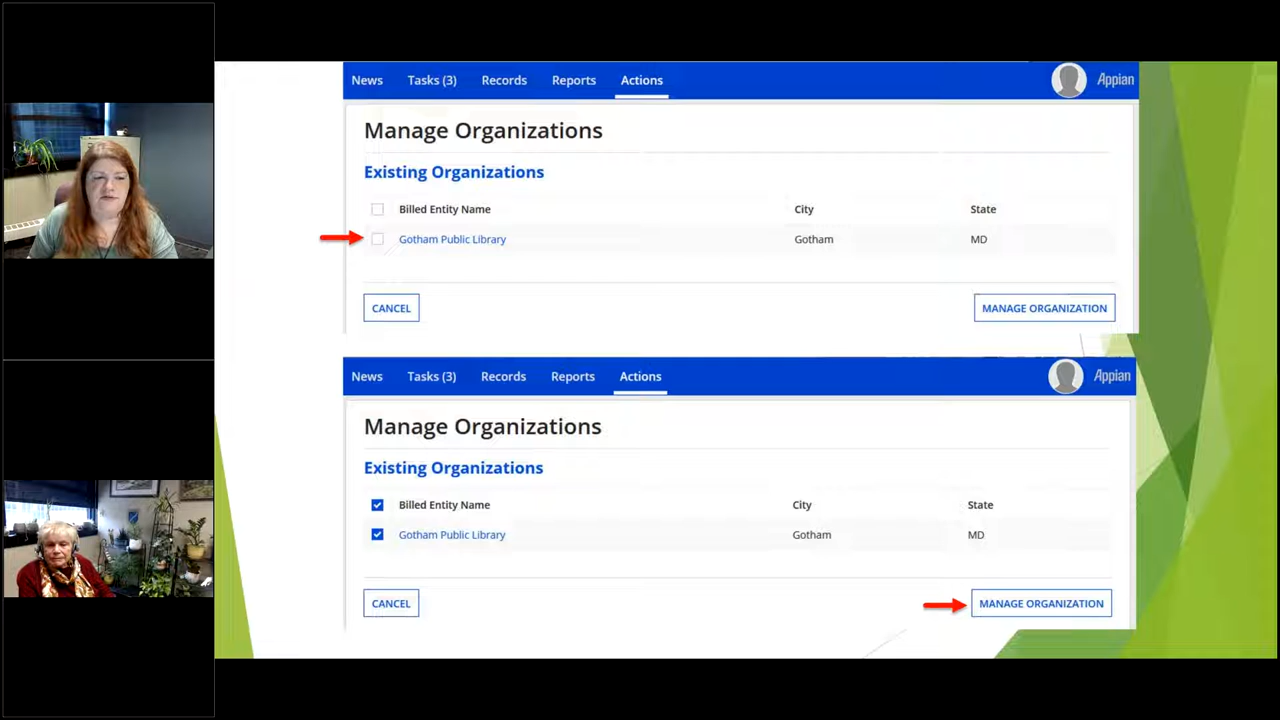 News Tasks (3) Records Reports Actions Appian
Manage Organizations
Existing Organizations
Billed Entity Name City State
Gotham Public Library Gotham MD
CANCEL MANAGE ORGANIZATION
News Tasks (3) Records Reports Actions Appian
Manage Organizations
Existing Organizations
Billed Entity Name City State
Gotham Public Library Gotham MD
CANCEL MANAGE ORGANIZATION